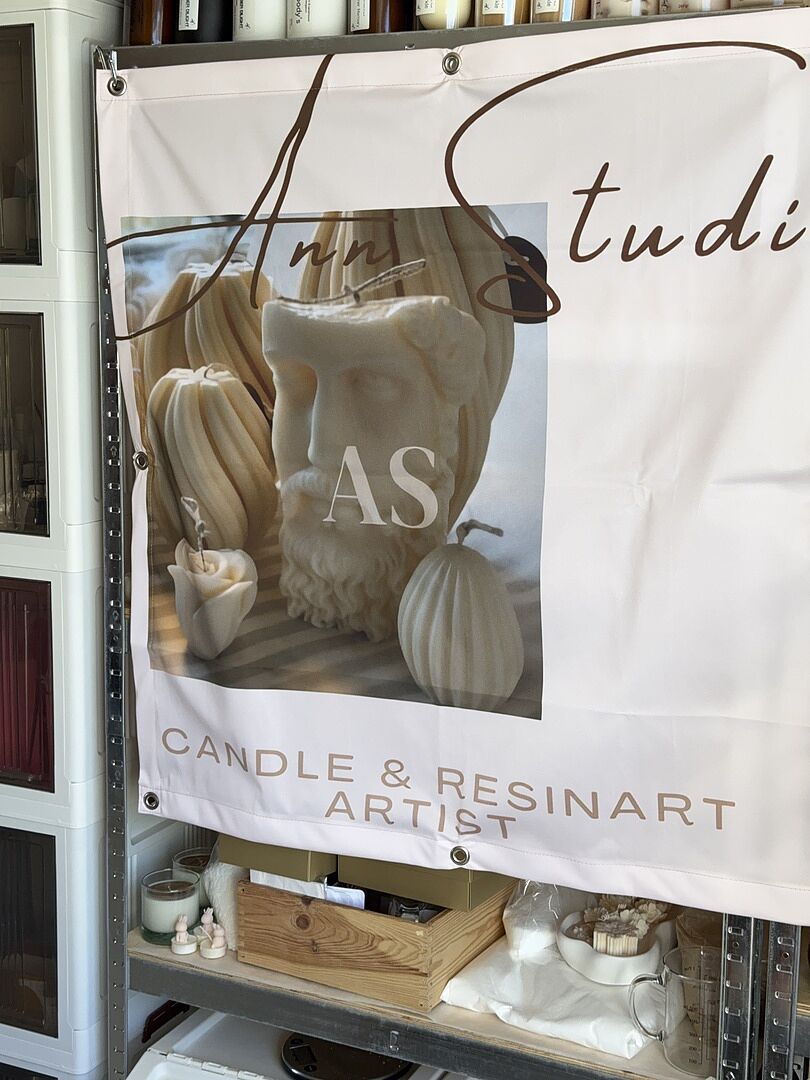 Ann Studi
AS
CANDLE & RESINART
ARTIST